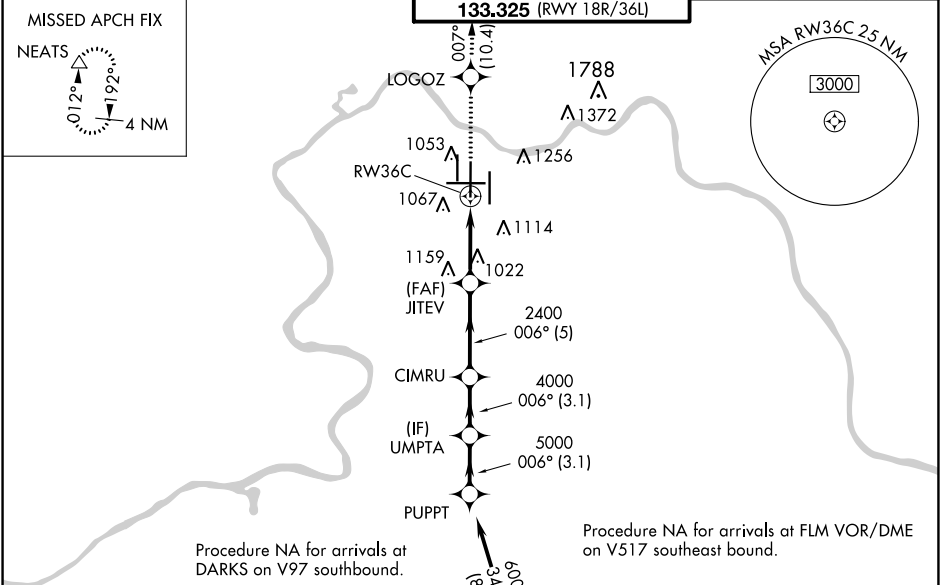 133.325 (RWY 18R/36L)
MISSED APCH FIX
NEATS
012°
192°
4 NM
007°
(10.4)
LOGOZ
1788
1372
MSA RW36C 25 NM
3000
1053
1256
RW36C
1067
1114
1159
1022
(FAF)
JITEV
2400
006° (5)
CIMRU
4000
006° (3.1)
(IF)
UMPTA
5000
006° (3.1)
PUPPT
Procedure NA for arrivals at
DARKS on V97 southbound.
Procedure NA for arrivals at FLM VOR/DME
on V517 southeast bound.